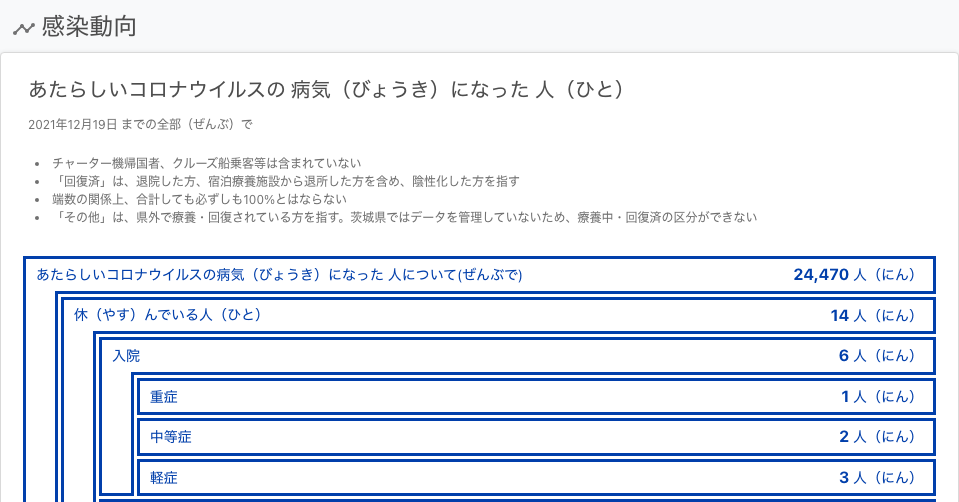 感染動向
あたらしいコロナウイルスの 病気（びょうき）になった 人（ひと）
2021年12月19日 までの全部（ぜんぶ）で
• チャーター機帰国者、クルーズ船乗客等は含まれていない
• 「回復済」は、退院した方、宿泊療養施設から退所した方を含め、陰性化した方を指す
• 端数の関係上、合計しても必ずしも100%とはならない
• 「その他」は、県外で療養・回復されている方を指す。茨城県ではデータを管理していないため、療養中・回復済の区分ができない
あたらしいコロナウイルスの病気（びょうき）になった 人について(ぜんぶで) 24,470 人（にん）
休（やす）んでいる人（ひと） 14 人（にん）
入院 6 人（にん）
重症 1 人（にん）
中等症 2 人（にん）
軽症 3 人（にん）